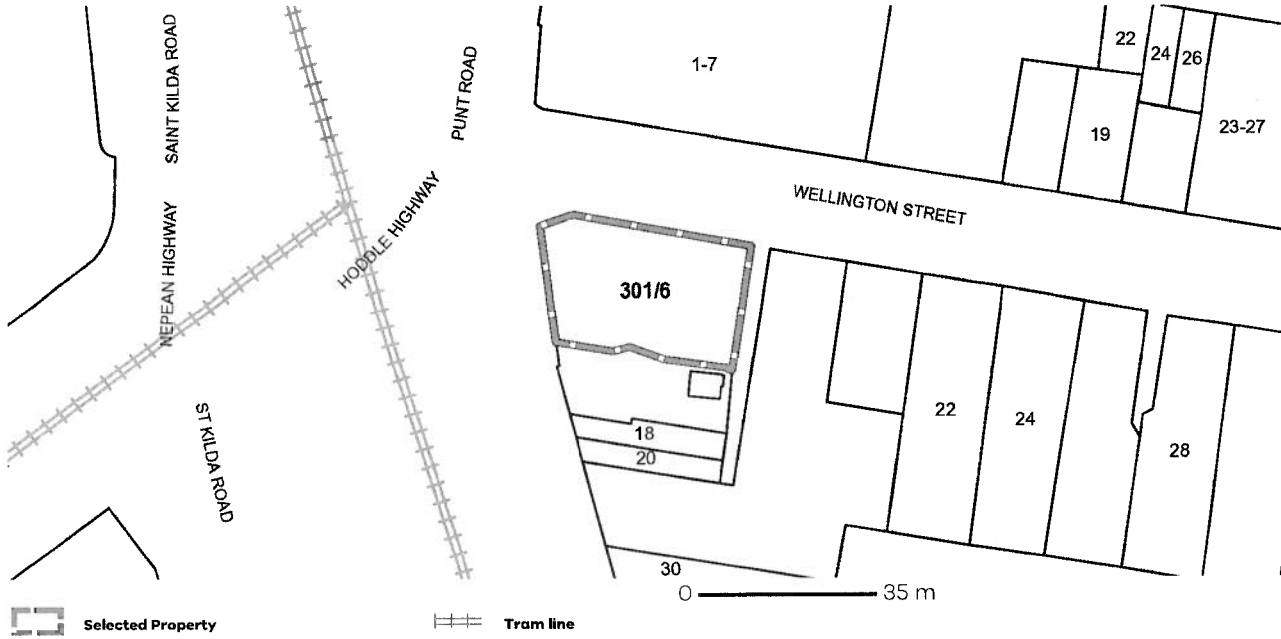 SAINT KILDA ROAD
PUNT ROAD
1-7
22
24
26
19
23-27
WELLINGTON STREET
HODDLE HIGHWAY
NEPEAN HIGHWAY
301/6
ST KILDA ROAD
18
20
22
24
28
30
0 35 m
Selected Property
Tram line